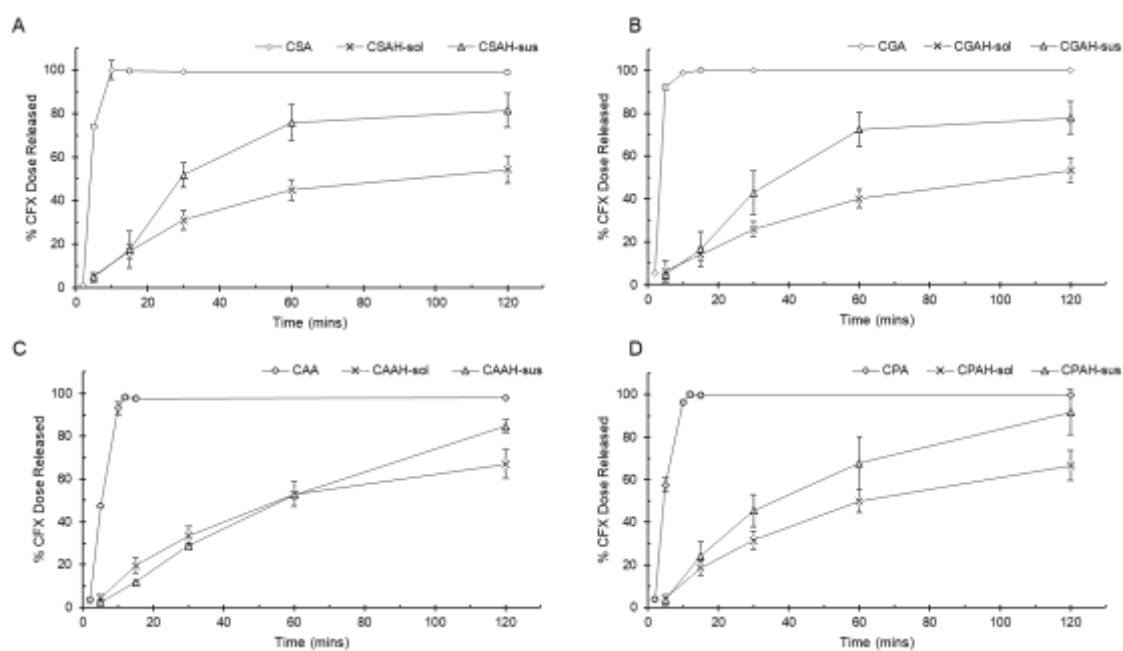 A
CSA CSAH-sol CSAH-sus
% CFX Dose Released
100
80
60
40
20
0
0 20 40 60 80 100 120
Time (mins)
B
CGA CGAH-sol CGAH-sus
% CFX Dose Released
100
80
60
40
20
0
0 20 40 60 80 100 120
Time (mins)
C
CAA CAAH-sol CAAH-sus
% CFX Dose Released
100
80
60
40
20
0
0 20 40 60 80 100 120
Time (mins)
D
CPA CPAH-sol CPAH-sus
% CFX Dose Released
100
80
60
40
20
0
0 20 40 60 80 100 120
Time (mins)